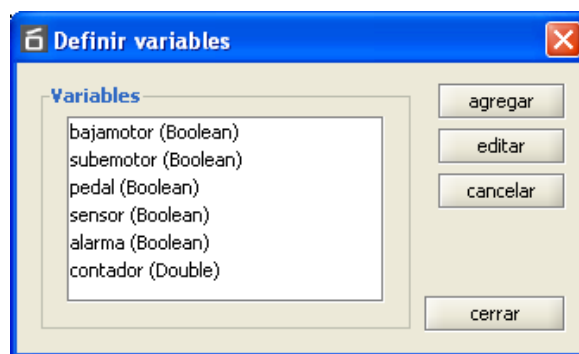 Definir variables
Variables
bajamotor (Boolean)
subemotor (Boolean)
pedal (Boolean)
sensor (Boolean)
alarma (Boolean)
contador (Double)
agregar
editar
cancelar
cerrar